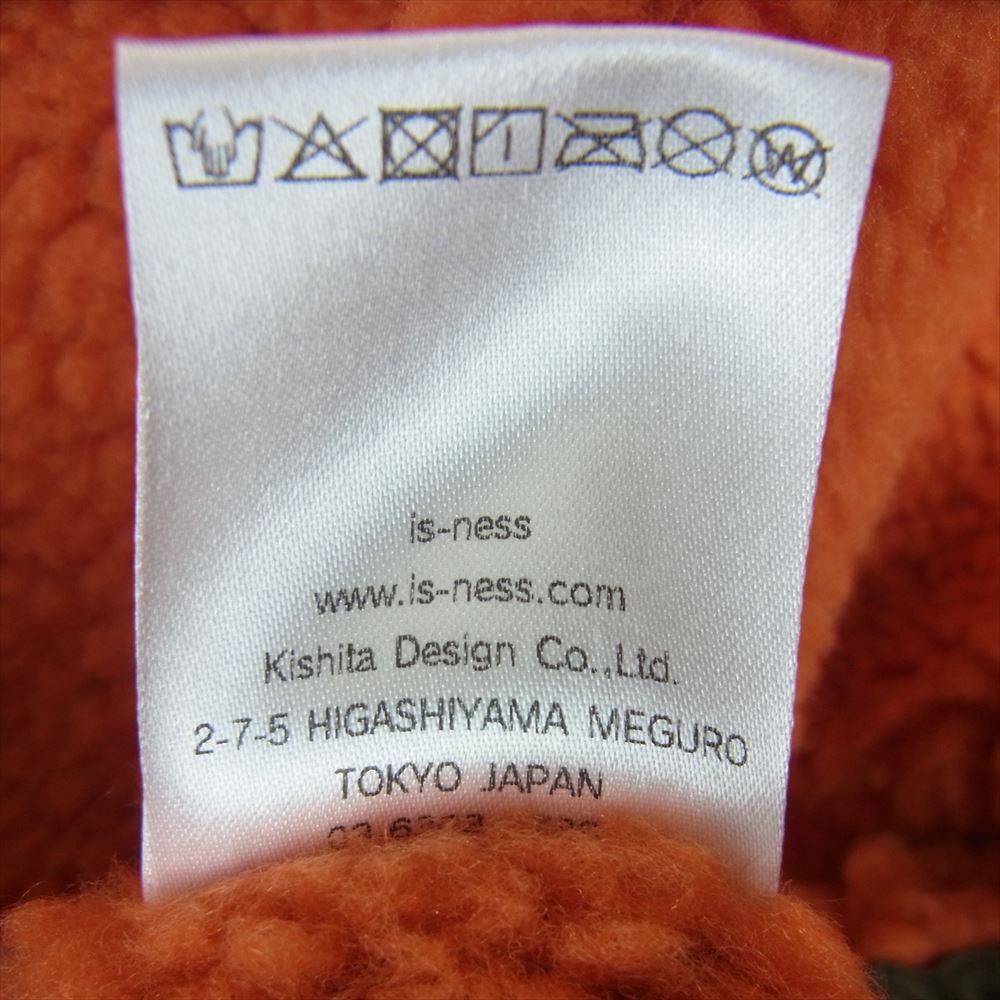 is-ness
www.is-ness.com
Kishita Design Co.,Ltd.
2-7-5 HIGASHIYAMA MEGURO
TOKYO JAPAN